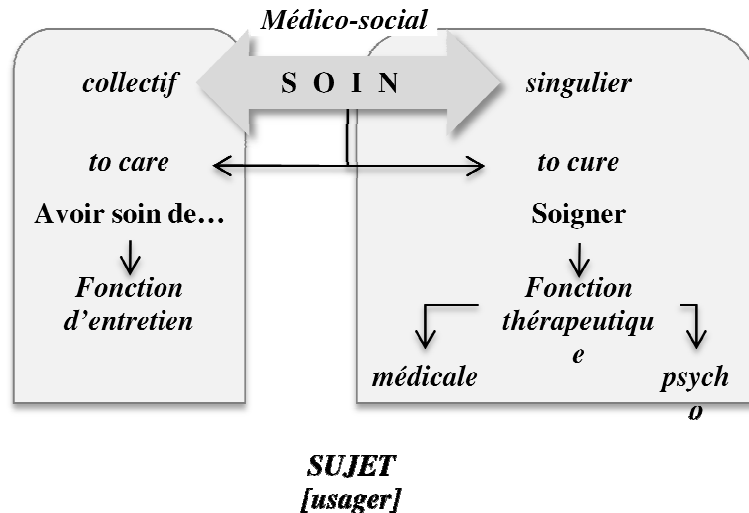 Médico-social
collectif
S O I N
singulier
to care
to cure
Avoir soin de…
Soigner
Fonction
d’entretien
Fonction
thérapeutiqu
e
médicale
psych
o
SUJET
[usager]